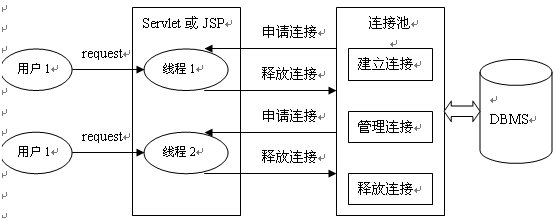 Servlet 或 JSP
申请连接
连接池
request
用户 1
线程 1
建立连接
释放连接
申请连接
DBMS
request
管理连接
用户 1
线程 2
释放连接
释放连接